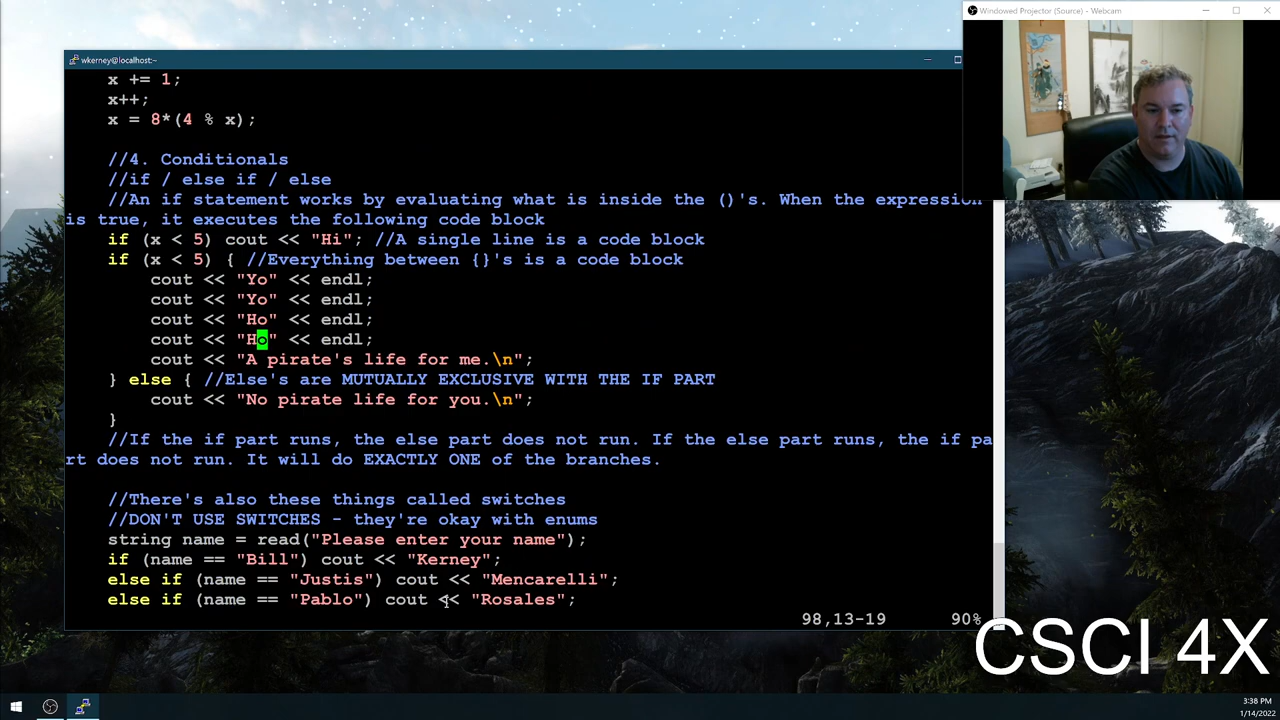 Windowed Projector (Source) - Webcam
wkerney@localhost:~
x += 1;
x++;
x = 8*(4 % x);
//4. Conditionals
//if / else if / else
//An if statement works by evaluating what is inside the ()'s. When the expression
is true, it executes the following code block
if (x < 5) cout << "Hi"; //A single line is a code block
if (x < 5) { //Everything between {}'s is a code block
cout << "Yo" << endl;
cout << "Yo" << endl;
cout << "Ho" << endl;
cout << "Ho" << endl;
cout << "A pirate's life for me.\n";
} else { //Else's are MUTUALLY EXCLUSIVE WITH THE IF PART
cout << "No pirate life for you.\n";
}
//If the if part runs, the else part does not run. If the else part runs, the if pa
rt does not run. It will do EXACTLY ONE of the branches.
//There's also these things called switches
//DON'T USE SWITCHES - they're okay with enums
string name = read("Please enter your name");
if (name == "Bill") cout << "Kerney";
else if (name == "Justis") cout << "Mencarelli";
else if (name == "Pablo") cout << "Rosales";
98,13-19 90%
CSCI 4X
3:38 PM
1/14/2022